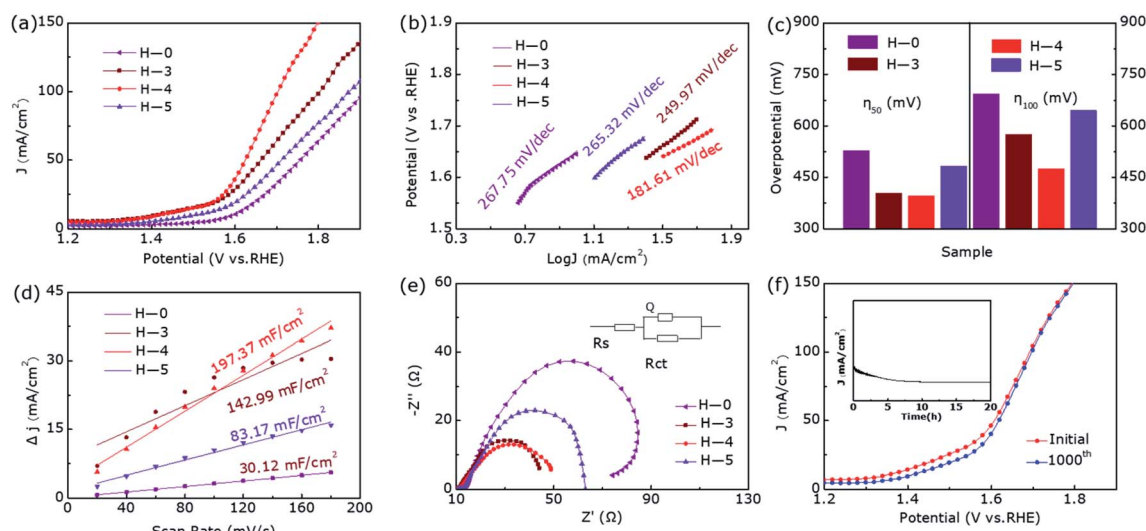 (a)
150
100
50
0
J (mA/cm²)
H—0
H—3
H—4
H—5
1.2
1.4
1.6
1.8
Potential (V vs.RHE)
(b)
1.9
1.8
1.7
1.6
1.5
Potential (V vs .RHE)
H—0
H—3
H—4
H—5
267.75 mV/dec
265.32 mV/dec
249.97 mV/dec
181.61 mV/dec
0.3
0.7
1.1
1.5
1.9
LogJ (mA/cm²)
(c)
900
750
600
450
300
Overpotential (mV)
H—0
H—3
H—4
H—5
η50 (mV)
η100 (mV)
900
750
600
450
300
Sample
(d)
45
30
15
0
Δ j (mA/cm²)
H—0
H—3
H—4
H—5
197.37 mF/cm²
142.99 mF/cm²
83.17 mF/cm²
30.12 mF/cm²
0
40
80
120
160
200
Scan Rate (mV/s)
(e)
60
40
20
0
-Z'' (Ω)
Q
Rs
Rct
H—0
H—3
H—4
H—5
10
40
70
100
130
Z' (Ω)
(f)
150
100
50
0
J (mA/cm²)
J (mA/cm²)
0
5
10
15
20
Time(h)
Initial
1000th
1.2
1.4
1.6
1.8
Potential (V vs.RHE)